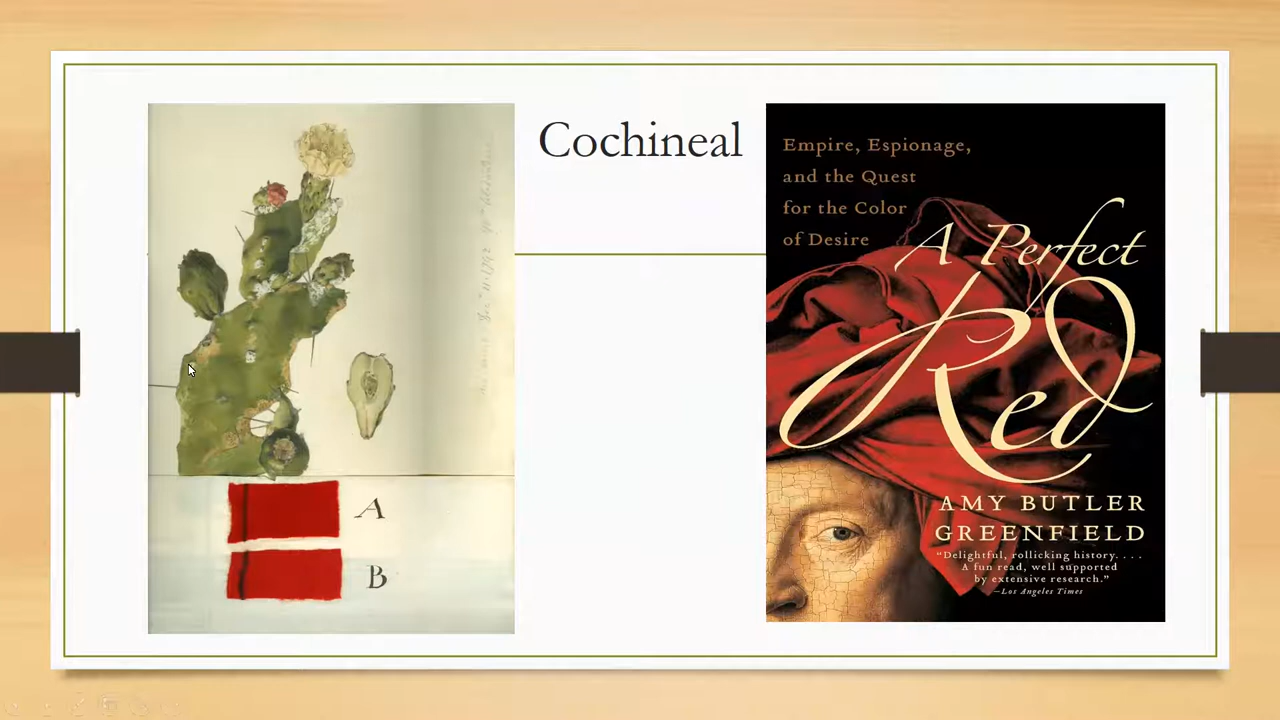 Cochineal
A
B
Empire, Espionage,
and the Quest
for the Color
of Desire
A Perfect
Red
AMY BUTLER
GREENFIELD
“Delightful, rollicking history. . . .
A fun read, well supported
by extensive research.”
—Los Angeles Times